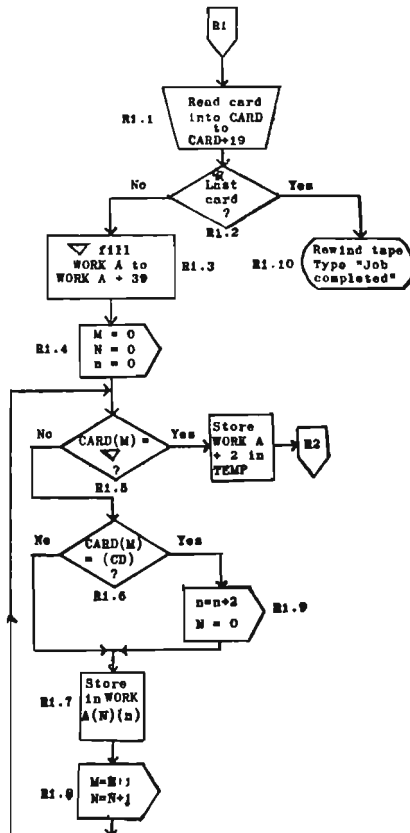 R1
R1.1
Read card
into CARD
to
CARD+19
No
Last
card
?
Yes
R1.2
▽ fill
WORK A to
WORK A + 39
R1.3
R1.10
Rewind tape
Type "Job
completed"
R1.4
M = 0
N = 0
n = 0
No
CARD(M) =
▽
?
Yes
R1.5
Store
WORK A
+ 2 in
TEMP
R2
No
CARD(M)
= (CD)
?
Yes
R1.6
n=n+2
N = 0
R1.9
R1.7
Store
in WORK
A(N)(n)
R1.8
M=M+1
N=N+1